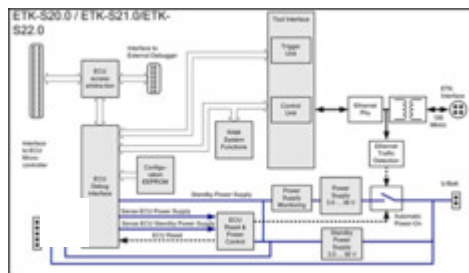 ETK-S20.0 / ETK-S21.0/ETK-
S22.0
Tool Interface
Trigger
Unit
Interface to
External Debugger
ECU
access
arbitration
Control
Unit
Ethernet
Phy
ETK
Interface
100
Mbit/s
Interface
to ECU
Micro
controller
RAM
System
Functions
Ethernet
Traffic
Detection
ECU
Debug
Interface
Configu-
ration
EEPROM
Standby Power Supply
Power
Supply
Monitoring
Power
Supply
U-Batt
Sense ECU Power Supply
Sense ECU Standby Power Supply
ECU Reset
ECU
Reset &
Power
Control
Automatic
Power-On
Standby
Power
Supply